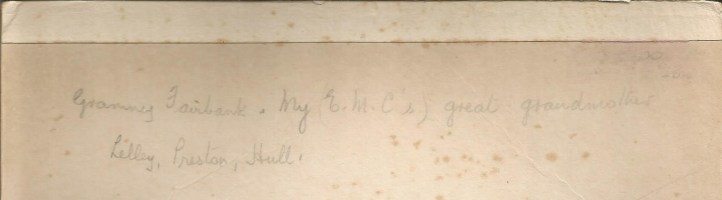 Granny Fairbank. My {E.M.C's} great grandmother
Lelley, Preston, Hull.